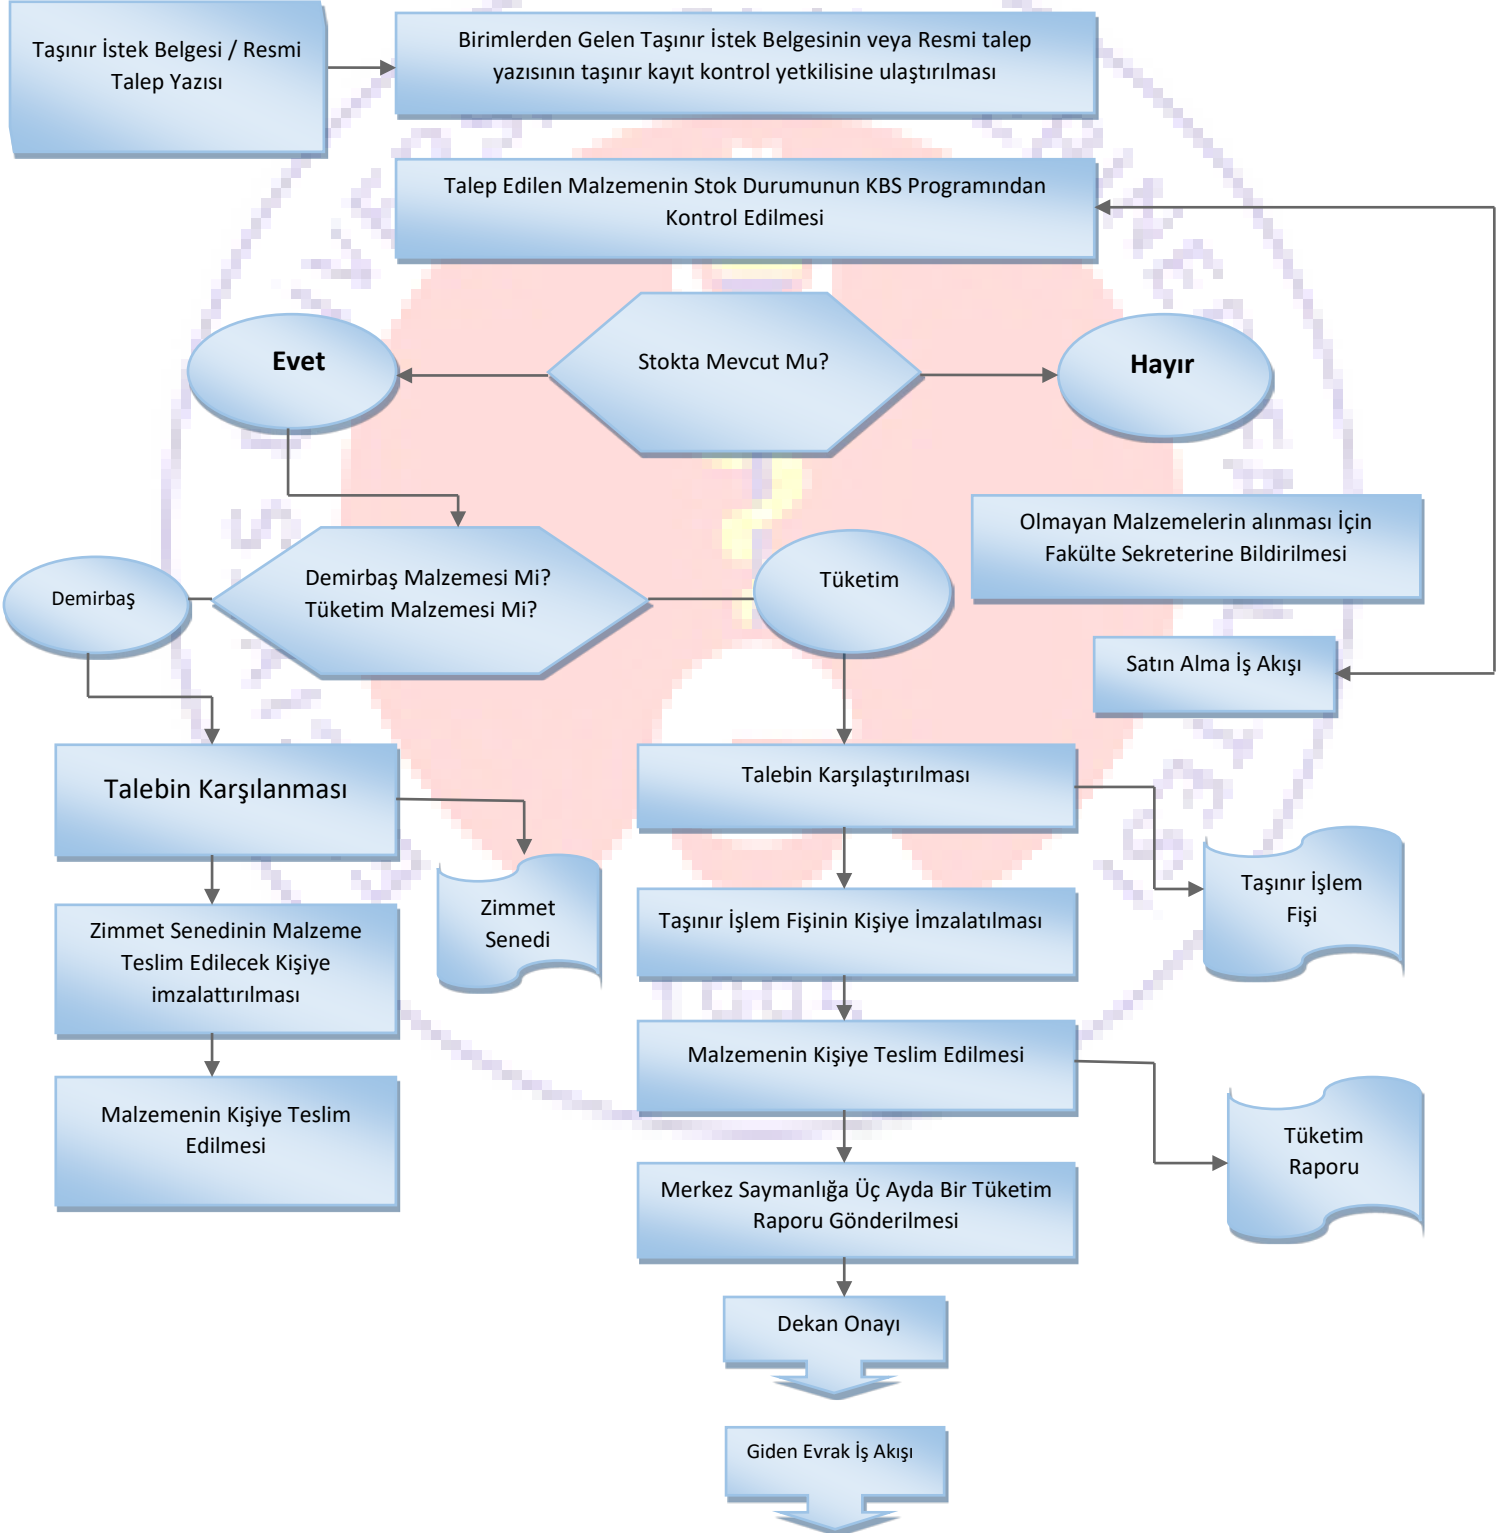 Taşınır İstek Belgesi / Resmi
Talep Yazısı
Birimlerden Gelen Taşınır İstek Belgesinin veya Resmi talep
yazısının taşınır kayıt kontrol yetkilisine ulaştırılması
Talep Edilen Malzemenin Stok Durumunun KBS Programından
Kontrol Edilmesi
Evet
Stokta Mevcut Mu?
Hayır
Olmayan Malzemelerin alınması İçin
Fakülte Sekreterine Bildirilmesi
Demirbaş
Demirbaş Malzemesi Mi?
Tüketim Malzemesi Mi?
Tüketim
Satın Alma İş Akışı
Talebin Karşılanması
Talebin Karşılaştırılması
Zimmet
Senedi
Taşınır İşlem
Fişi
Zimmet Senedinin Malzeme
Teslim Edilecek Kişiye
imzalattırılması
Taşınır İşlem Fişinin Kişiye İmzalatılması
Malzemenin Kişiye Teslim
Edilmesi
Malzemenin Kişiye Teslim Edilmesi
Tüketim
Raporu
Merkez Saymanlığa Üç Ayda Bir Tüketim
Raporu Gönderilmesi
Dekan Onayı
Giden Evrak İş Akışı